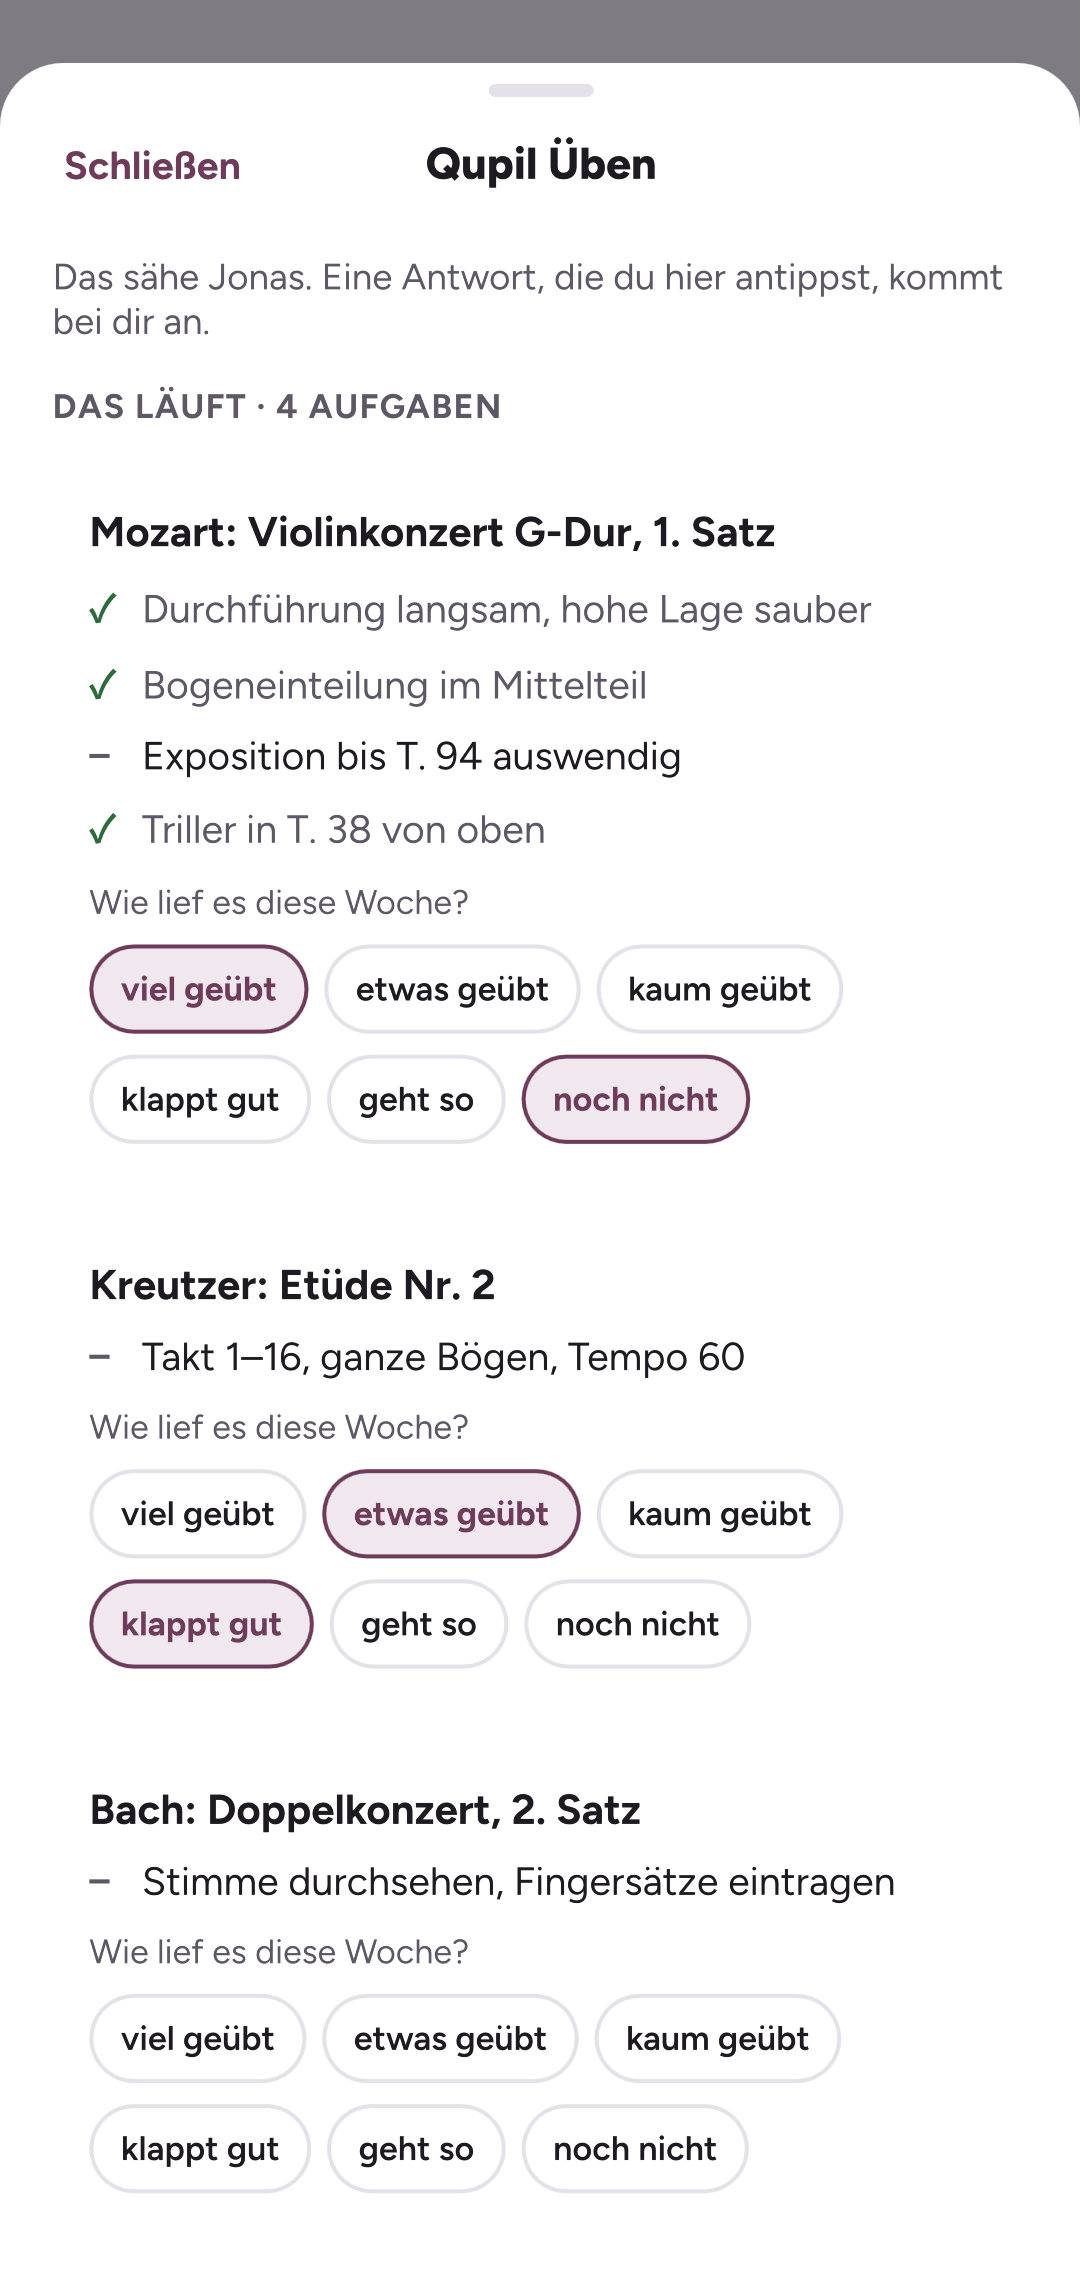 Schließen
Qupil Üben
Das sähe Jonas. Eine Antwort, die du hier antippst, kommt
bei dir an.
DAS LÄUFT · 4 AUFGABEN
Mozart: Violinkonzert G-Dur, 1. Satz
✓ Durchführung langsam, hohe Lage sauber
✓ Bogeneinteilung im Mittelteil
– Exposition bis T. 94 auswendig
✓ Triller in T. 38 von oben
Wie lief es diese Woche?
viel geübt etwas geübt kaum geübt
klappt gut geht so noch nicht
Kreutzer: Etüde Nr. 2
– Takt 1–16, ganze Bögen, Tempo 60
Wie lief es diese Woche?
viel geübt etwas geübt kaum geübt
klappt gut geht so noch nicht
Bach: Doppelkonzert, 2. Satz
– Stimme durchsehen, Fingersätze eintragen
Wie lief es diese Woche?
viel geübt etwas geübt kaum geübt
klappt gut geht so noch nicht